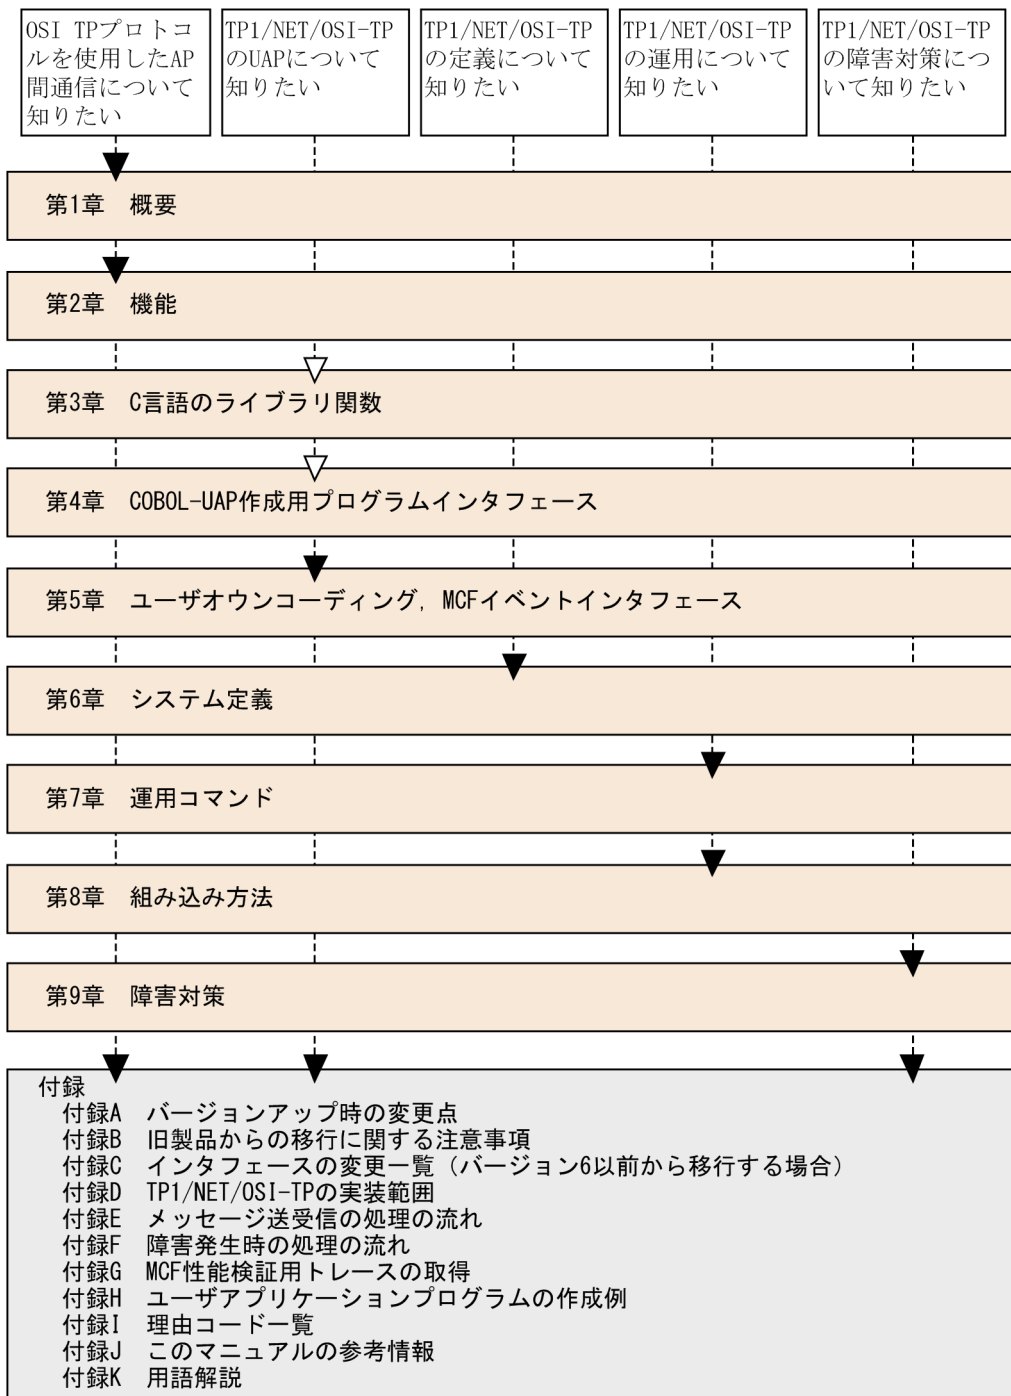 OSI TPプロトコ
ルを使用したAP
間通信について
知りたい
TP1/NET/OSI-TP
のUAPについて
知りたい
TP1/NET/OSI-TP
の定義について
知りたい
TP1/NET/OSI-TP
の運用について
知りたい
TP1/NET/OSI-TP
の障害対策につ
いて知りたい
第1章　概要
第2章　機能
第3章　C言語のライブラリ関数
第4章　COBOL-UAP作成用プログラムインタフェース
第5章　ユーザオウンコーディング，MCFイベントインタフェース
第6章　システム定義
第7章　運用コマンド
第8章　組み込み方法
第9章　障害対策
付録
付録A　バージョンアップ時の変更点
付録B　旧製品からの移行に関する注意事項
付録C　インタフェースの変更一覧（バージョン6以前から移行する場合）
付録D　TP1/NET/OSI-TPの実装範囲
付録E　メッセージ送受信の処理の流れ
付録F　障害発生時の処理の流れ
付録G　MCF性能検証用トレースの取得
付録H　ユーザアプリケーションプログラムの作成例
付録I　理由コード一覧
付録J　このマニュアルの参考情報
付録K　用語解説